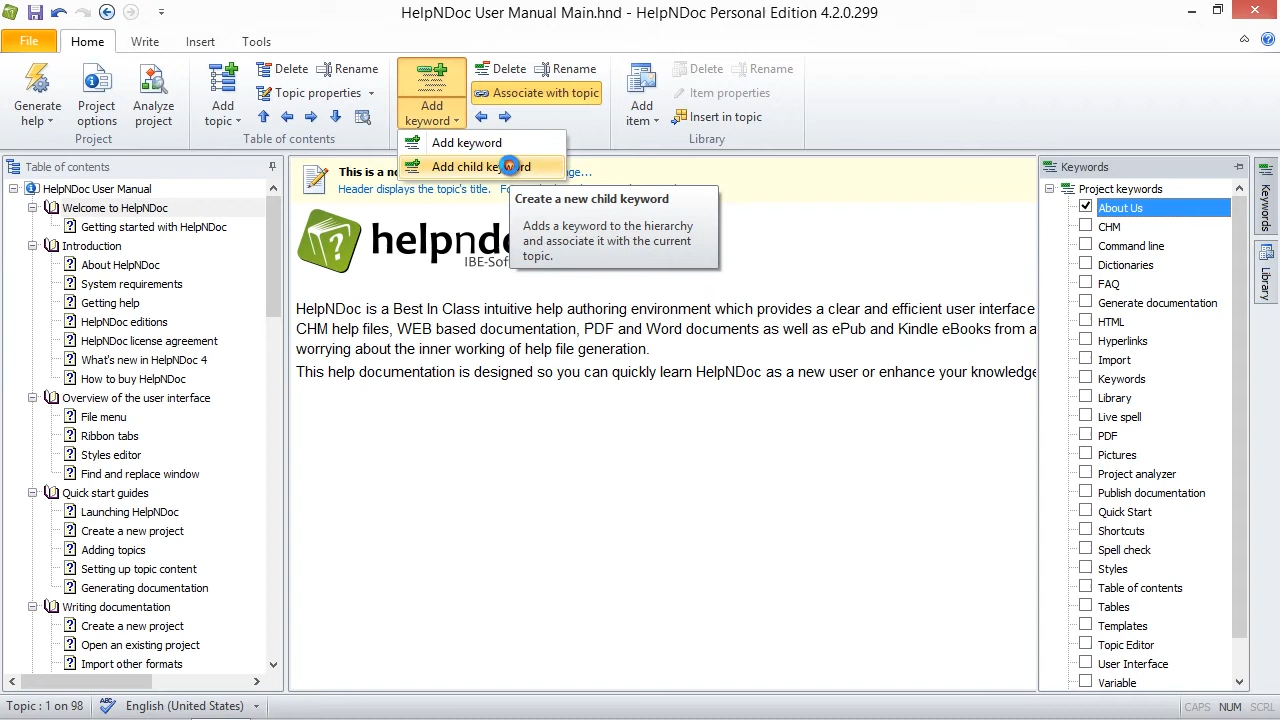 HelpNDoc User Manual Main.hnd - HelpNDoc Personal Edition 4.2.0.299
File Home Write Insert Tools
Generate help
Project options
Analyze project
Project
Add topic
Delete Rename
Topic properties
Table of contents
Add keyword
Delete Rename
Associate with topic
Add item
Delete Rename
Item properties
Insert in topic
Library
Add keyword
Add child keyword
Create a new child keyword
Adds a keyword to the hierarchy
and associate it with the current
topic.
Table of contents
HelpNDoc User Manual
Welcome to HelpNDoc
Getting started with HelpNDoc
Introduction
About HelpNDoc
System requirements
Getting help
HelpNDoc editions
HelpNDoc license agreement
What's new in HelpNDoc 4
How to buy HelpNDoc
Overview of the user interface
File menu
Ribbon tabs
Styles editor
Find and replace window
Quick start guides
Launching HelpNDoc
Create a new project
Adding topics
Setting up topic content
Generating documentation
Writing documentation
Create a new project
Open an existing project
Import other formats
This is a
Header displays the topic's title.
helpndo
HelpNDoc is a Best In Class intuitive help authoring environment which provides a clear and efficient user interface
CHM help files, WEB based documentation, PDF and Word documents as well as ePub and Kindle eBooks from a
worrying about the inner working of help file generation.
This help documentation is designed so you can quickly learn HelpNDoc as a new user or enhance your knowledge
Keywords
Project keywords
About Us
CHM
Command line
Dictionaries
FAQ
Generate documentation
HTML
Hyperlinks
Import
Keywords
Library
Live spell
PDF
Pictures
Project analyzer
Publish documentation
Quick Start
Shortcuts
Spell check
Styles
Table of contents
Tables
Templates
Topic Editor
User Interface
Variable
Keywords
Library
Topic : 1 on 98 English (United States) CAPS NUM SCRL